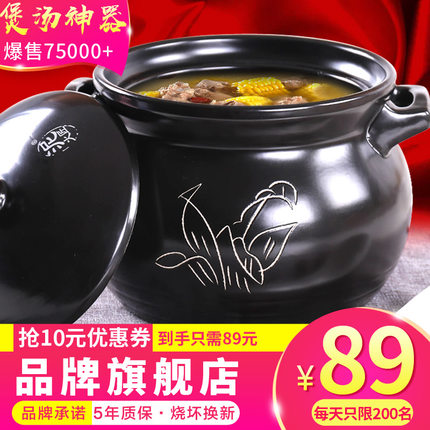 煲汤神器
爆售75000+
抢10元优惠券 到手只需89元
品牌旗舰店
品牌承诺 5年质保·烧坏换新
¥89
每天只限200名